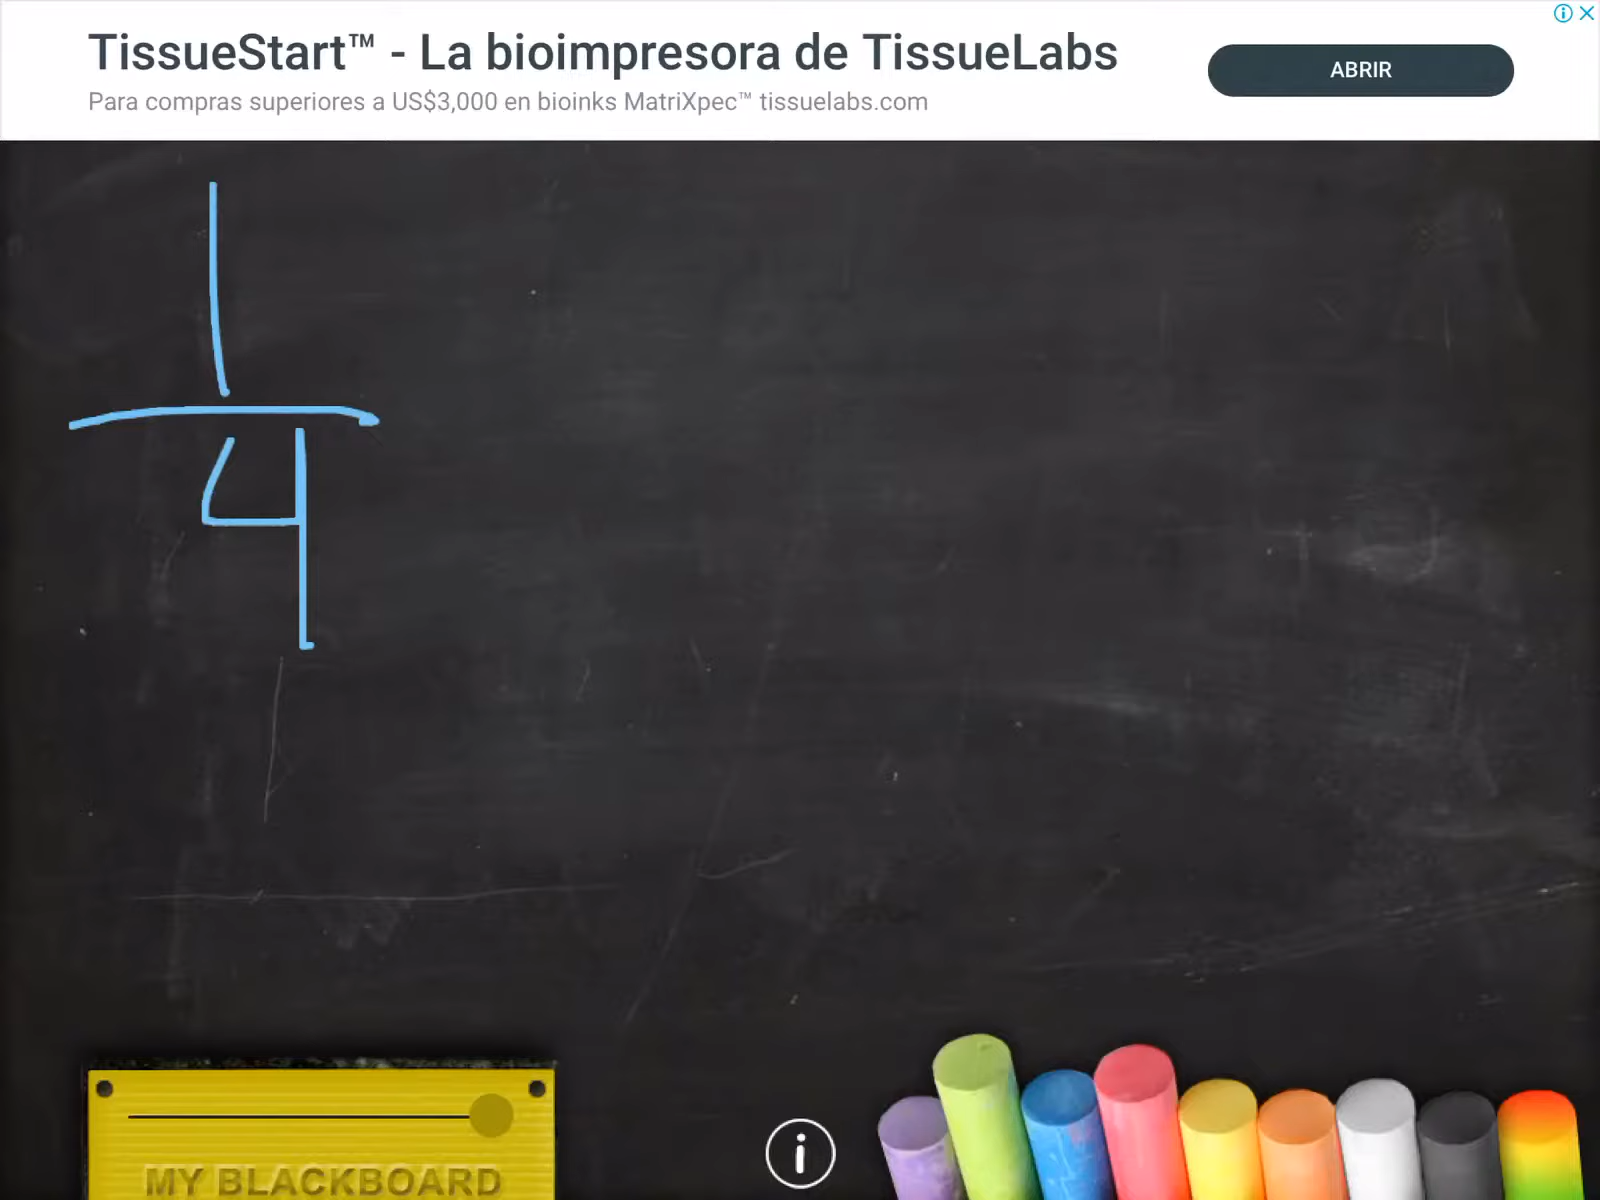 TissueStart™ - La bioimpresora de TissueLabs
Para compras superiores a US$3,000 en bioinks MatriXpec™ tissuelabs.com
ABRIR
1
4
MY BLACKBOARD
i